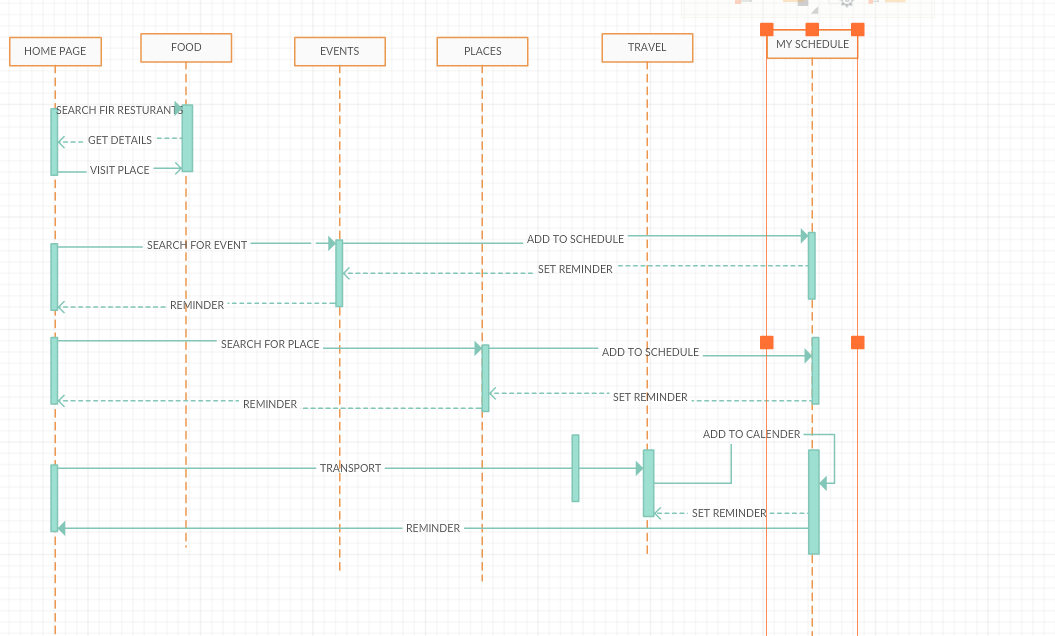 HOME PAGE
FOOD
EVENTS
PLACES
TRAVEL
MY SCHEDULE
SEARCH FIR RESTURANTS
GET DETAILS
VISIT PLACE
SEARCH FOR EVENT
ADD TO SCHEDULE
SET REMINDER
REMINDER
SEARCH FOR PLACE
ADD TO SCHEDULE
SET REMINDER
REMINDER
ADD TO CALENDER
TRANSPORT
SET REMINDER
REMINDER